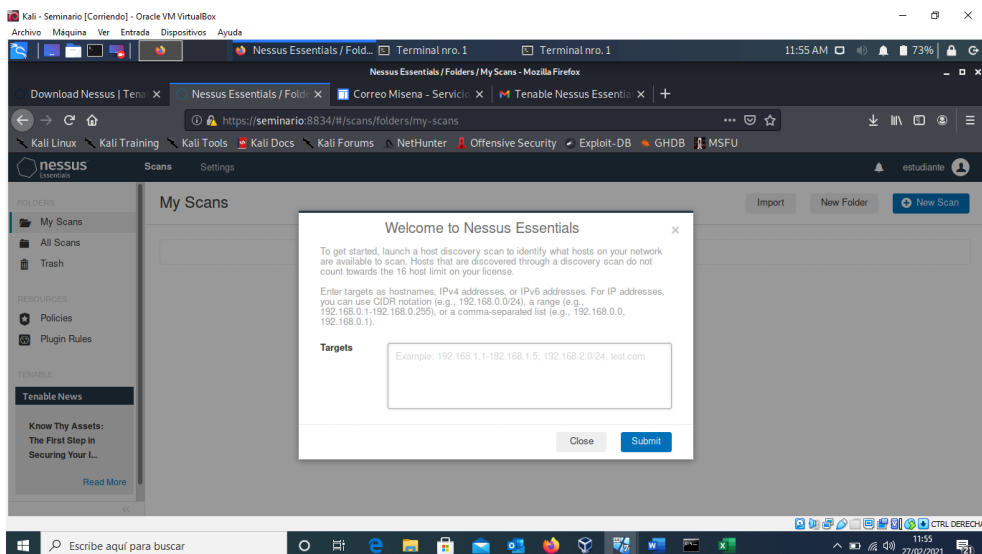 Kali - Seminario [Corriendo] - Oracle VM VirtualBox
Archivo Máquina Ver Entrada Dispositivos Ayuda
Nessus Essentials / Fold... Terminal nro. 1 Terminal nro. 1 11:55 AM 73%
Nessus Essentials / Folders / My Scans - Mozilla Firefox
Download Nessus | Tena Nessus Essentials / Folde Correo Misena - Servicio Tenable Nessus Essentia
https://seminario:8834/#/scans/folders/my-scans
Kali Linux Kali Training Kali Tools Kali Docs Kali Forums NetHunter Offensive Security Exploit-DB GHDB MSFU
nessus Essentials Scans Settings estudiante
FOLDERS
My Scans
All Scans
Trash
RESOURCES
Policies
Plugin Rules
TENABLE
Tenable News
Know Thy Assets:
The First Step in
Securing Your I...
Read More
My Scans Import New Folder New Scan
Welcome to Nessus Essentials
To get started, launch a host discovery scan to identify what hosts on your network
are available to scan. Hosts that are discovered through a discovery scan do not
count towards the 16 host limit on your license.
Enter targets as hostnames, IPv4 addresses, or IPv6 addresses. For IP addresses,
you can use CIDR notation (e.g., 192.168.0.0/24), a range (e.g.,
192.168.0.1-192.168.0.255), or a comma-separated list (e.g., 192.168.0.0,
192.168.0.1).
Targets
Example: 192.168.1.1-192.168.1.5, 192.168.2.0/24, test.com
Close Submit
CTRL DERECHA
Escribe aquí para buscar
11:55
27/02/2021
21